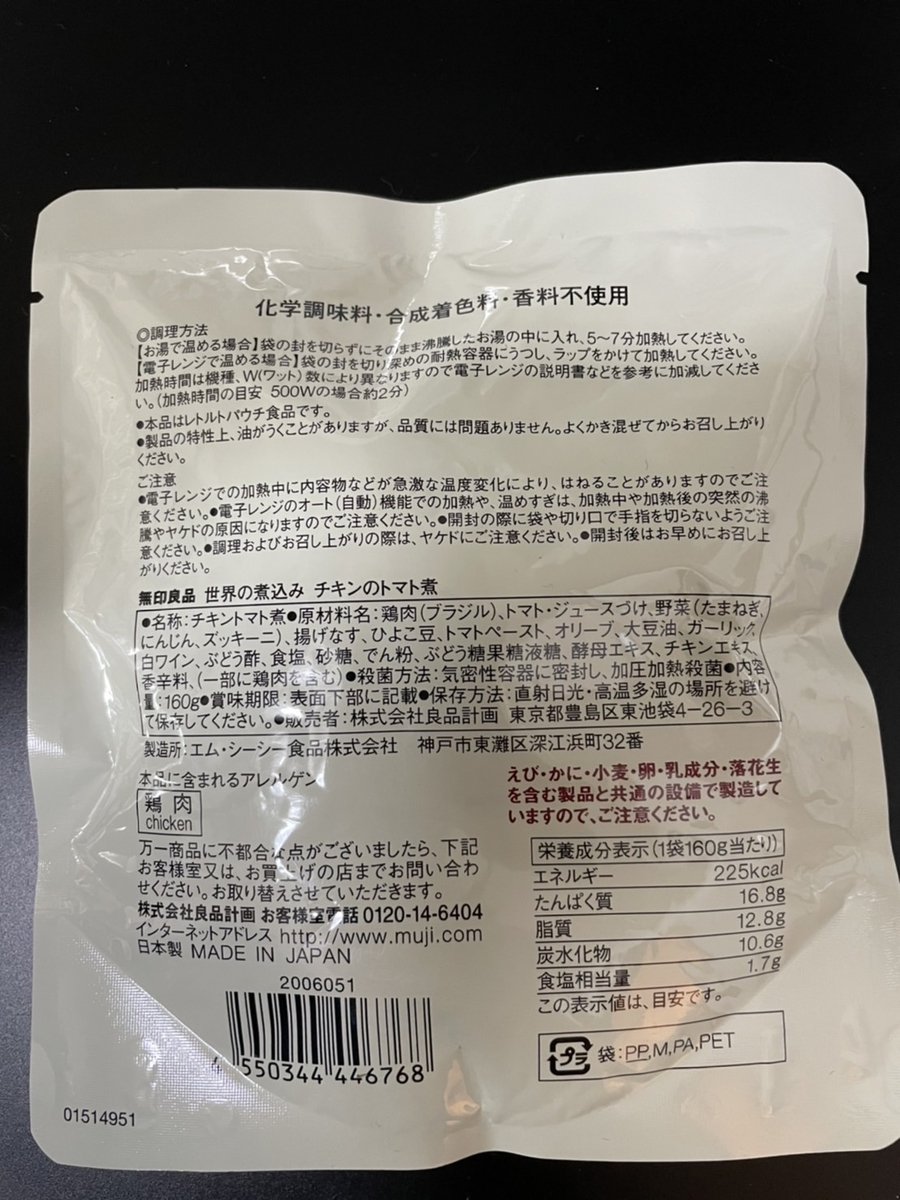 化学調味料・合成着色料・香料不使用
◎調理方法
【お湯で温める場合】袋の封を切らずにそのまま沸騰したお湯の中に入れ、5〜7分加熱してください。
【電子レンジで温める場合】袋の封を切り深めの耐熱容器にうつし、ラップをかけて加熱してください。
加熱時間は機種、W(ワット)数により異なりますので電子レンジの説明書などを参考に加減してくださ
い。(加熱時間の目安 500Wの場合約2分)
●本品はレトルトパウチ食品です。
●製品の特性上、油がうくことがありますが、品質には問題ありません。よくかき混ぜてからお召し上がり
ください。
ご注意
●電子レンジでの加熱中に内容物などが急激な温度変化により、はねることがありますのでご注
意ください。●電子レンジのオート(自動)機能での加熱や、温めすぎは、加熱中や加熱後の突然の沸
騰やヤケドの原因になりますのでご注意ください。●開封の際に袋や切り口で手指を切らないようご注
意ください。●調理およびお召し上がりの際は、ヤケドにご注意ください。●開封後はお早めにお召し上
がりください。
無印良品 世界の煮込み チキンのトマト煮
●名称:チキントマト煮●原材料名:鶏肉(ブラジル)、トマト・ジュースづけ、野菜(たまねぎ、
にんじん、ズッキーニ)、揚げなす、ひよこ豆、トマトペースト、オリーブ、大豆油、ガーリック、
白ワイン、ぶどう酢、食塩、砂糖、でん粉、ぶどう糖果糖液糖、酵母エキス、チキンエキス、
香辛料、(一部に鶏肉を含む)●殺菌方法:気密性容器に密封し、加圧加熱殺菌●内容
量:160g●賞味期限:表面下部に記載●保存方法:直射日光・高温多湿の場所を避け
て保存してください。●販売者:株式会社良品計画 東京都豊島区東池袋4−26−3
製造所:エム・シーシー食品株式会社 神戸市東灘区深江浜町32番
本品に含まれるアレルゲン
鶏肉
chicken
えび・かに・小麦・卵・乳成分・落花生
を含む製品と共通の設備で製造して
いますので、ご注意ください。
万一商品に不都合な点がございましたら、下記
お客様室又は、お買上げの店までお問い合わ
せください。お取り替えさせていただきます。
株式会社良品計画 お客様室電話 0120-14-6404
インターネットアドレス http://www.muji.com
日本製 MADE IN JAPAN
栄養成分表示(1袋160g当たり)
エネルギー 225kcal
たんぱく質 16.8g
脂質 12.8g
炭水化物 10.6g
食塩相当量 1.7g
この表示値は、目安です。
2006051
4 550344 446768
プラ 袋:PP,M,PA,PET
01514951